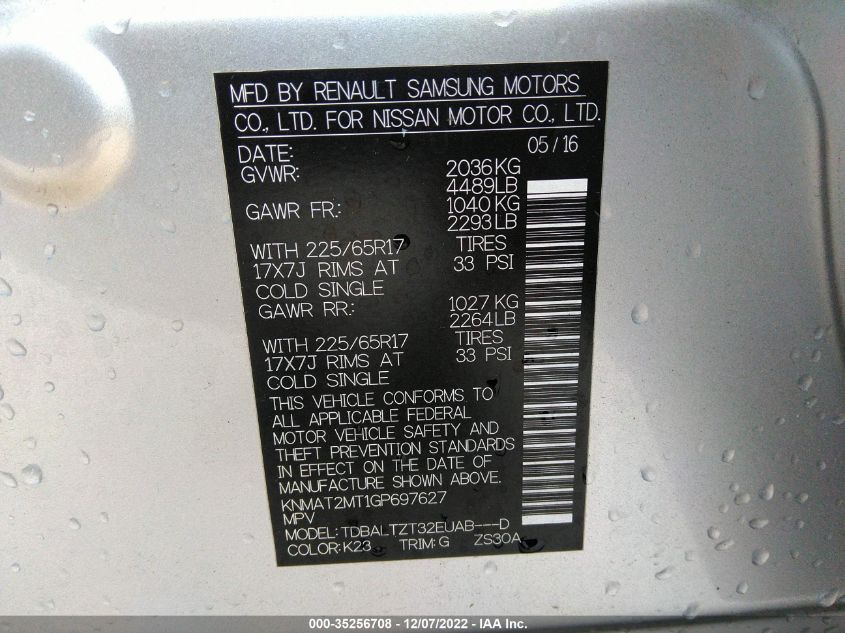 MFD BY RENAULT SAMSUNG MOTORS
CO., LTD. FOR NISSAN MOTOR CO., LTD.
DATE: 05/16
GVWR: 2036KG
4489LB
GAWR FR.: 1040KG
2293LB
WITH 225/65R17 TIRES
17X7J RIMS AT 33 PSI
COLD SINGLE
GAWR RR.: 1027KG
2264LB
WITH 225/65R17 TIRES
17X7J RIMS AT 33 PSI
COLD SINGLE
THIS VEHICLE CONFORMS TO
ALL APPLICABLE FEDERAL
MOTOR VEHICLE SAFETY AND
THEFT PREVENTION STANDARDS
IN EFFECT ON THE DATE OF
MANUFACTURE SHOWN ABOVE.
KNMAT2MT1GP697627
MPV
MODEL:TDBALTZT32EUAB---D
COLOR:K23 TRIM:G ZS30A
000-35256708 - 12/07/2022 - IAA Inc.